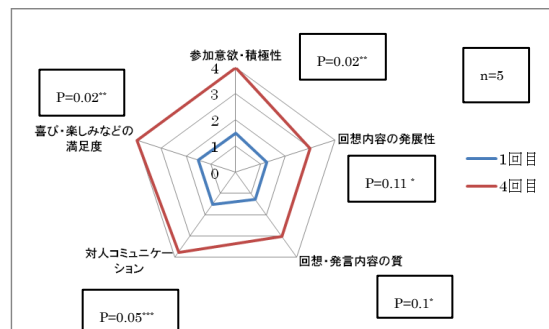 参加意欲・積極性
P=0.02**
n=5
P=0.02**
4
3
2
1
0
喜び・楽しみなどの
満足度
回想内容の発展性
1回目
4回目
P=0.11 *
対人コミュニケー
ション
回想・発言内容の質
P=0.05***
P=0.1*